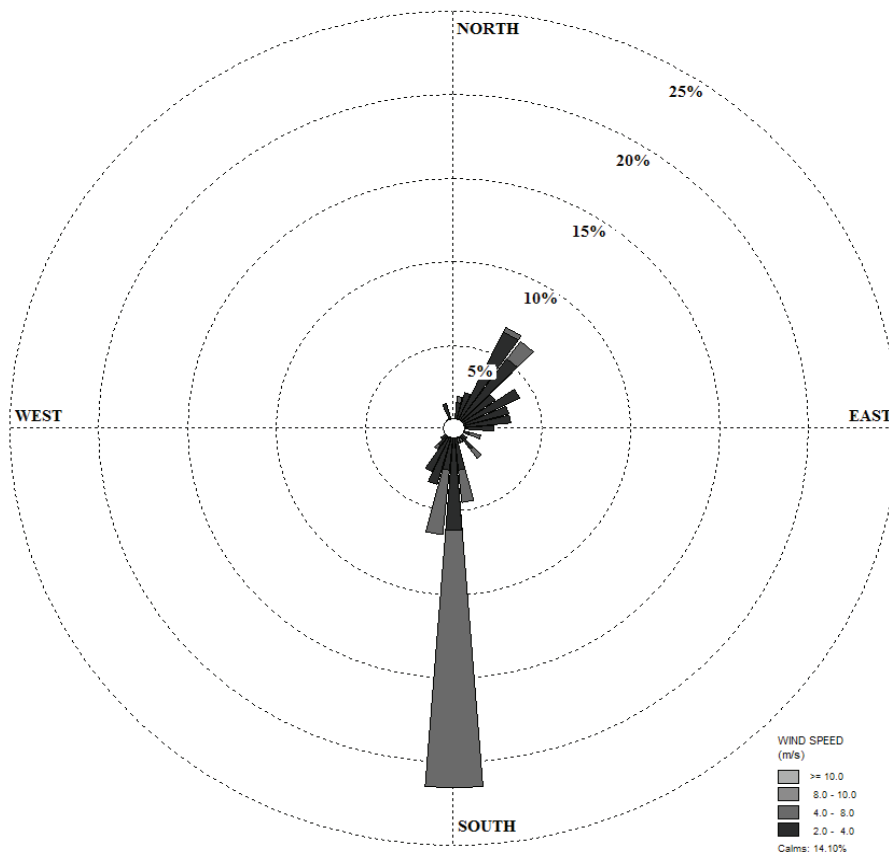 NORTH
25%
20%
15%
10%
5%
WEST
EAST
SOUTH
WIND SPEED
(m/s)
>= 10.0
8.0 - 10.0
4.0 - 8.0
2.0 - 4.0
Calms: 14.10%